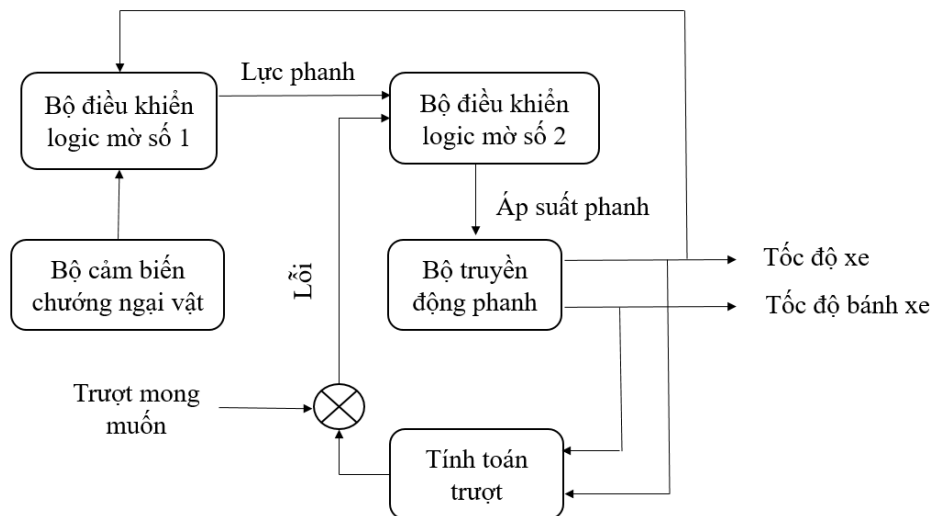 Lực phanh
Bộ điều khiển
logic mờ số 1
Bộ điều khiển
logic mờ số 2
Áp suất phanh
Bộ cảm biến
chướng ngại vật
Lỗi
Bộ truyền
động phanh
Tốc độ xe
Tốc độ bánh xe
Trượt mong
muốn
Tính toán
trượt